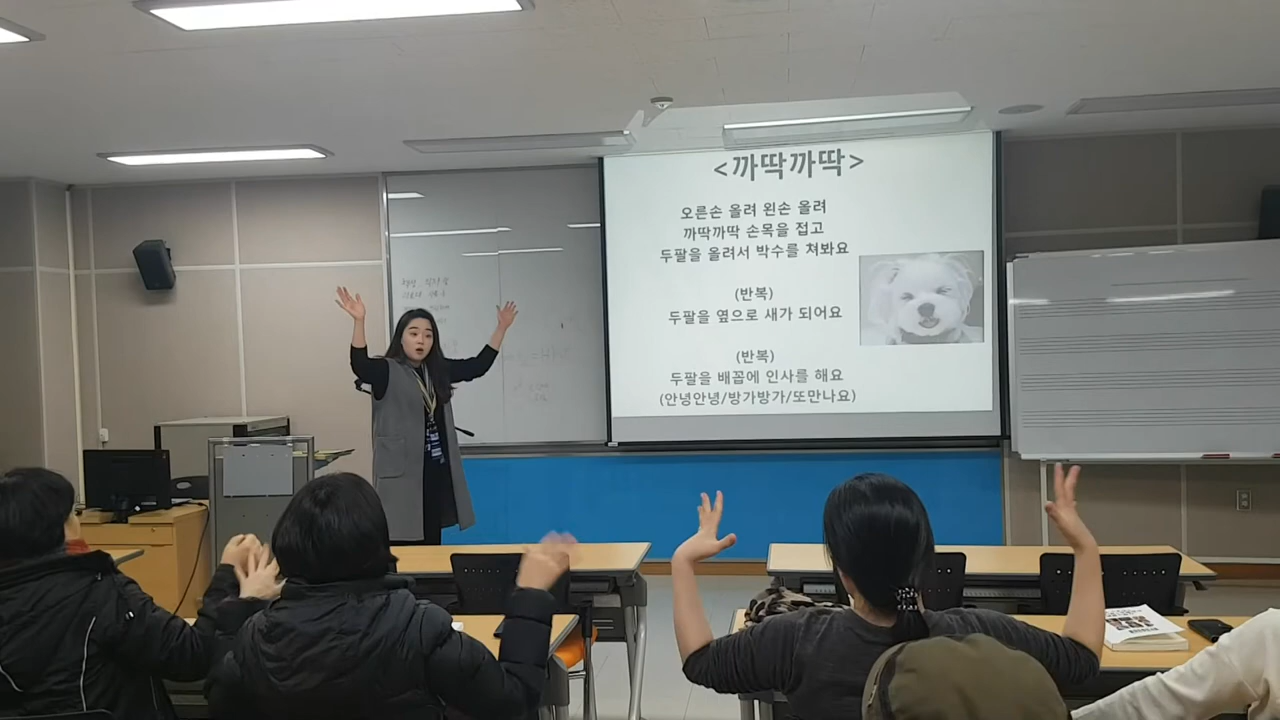 <까딱까딱>
오른손 올려 왼손 올려
까딱까딱 손목을 접고
두팔을 올려서 박수를 쳐봐요
(반복)
두팔을 옆으로 새가 되어요
(반복)
두팔을 배꼽에 인사를 해요
(안녕안녕/방가방가/또만나요)